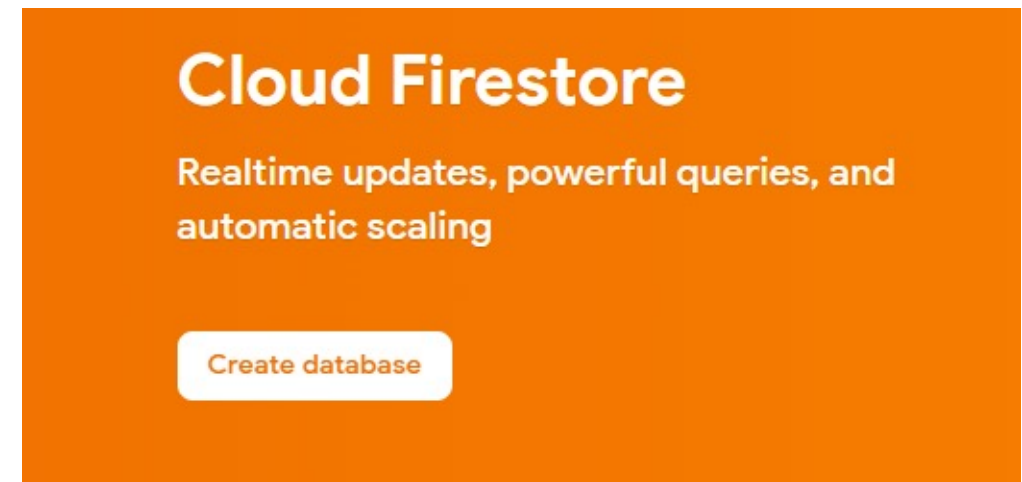 Cloud Firestore
Realtime updates, powerful queries, and
automatic scaling
Create database